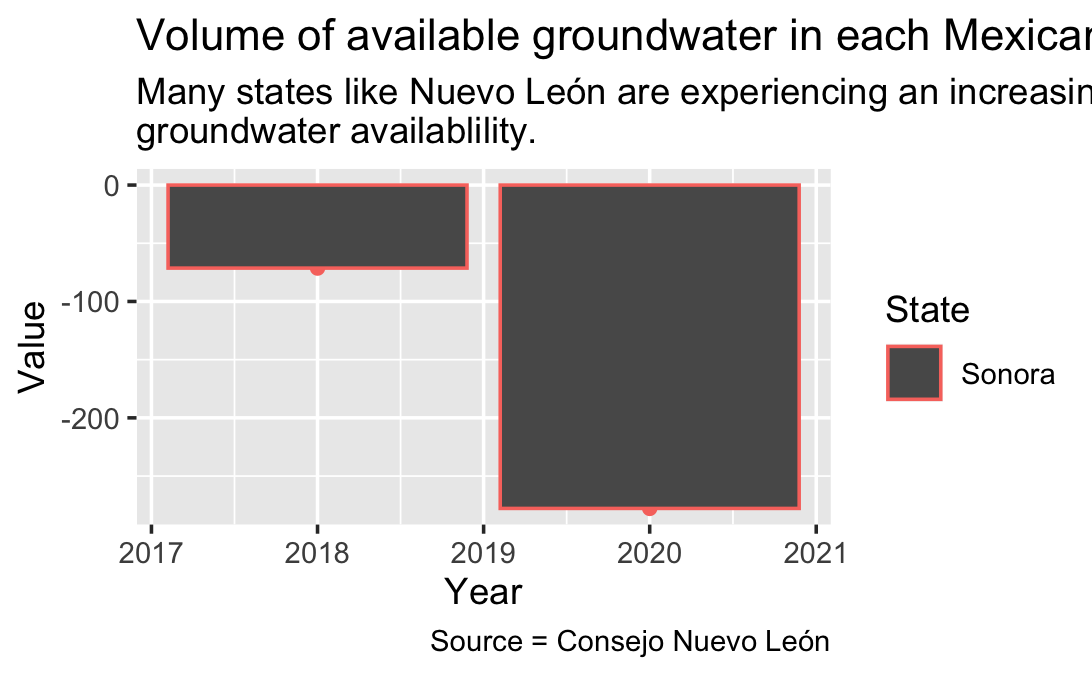 Volume of available groundwater in each Mexica
Many states like Nuevo León are experiencing an increasin
groundwater availablility.
0
-100
-200
Value
2017 2018 2019 2020 2021
Year
State
Sonora
Source = Consejo Nuevo León